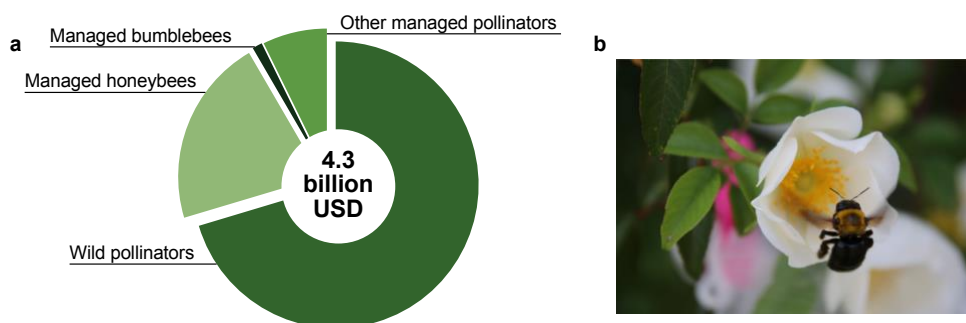 a
Managed bumblebees
Other managed pollinators
Managed honeybees
4.3
billion
USD
Wild pollinators
b